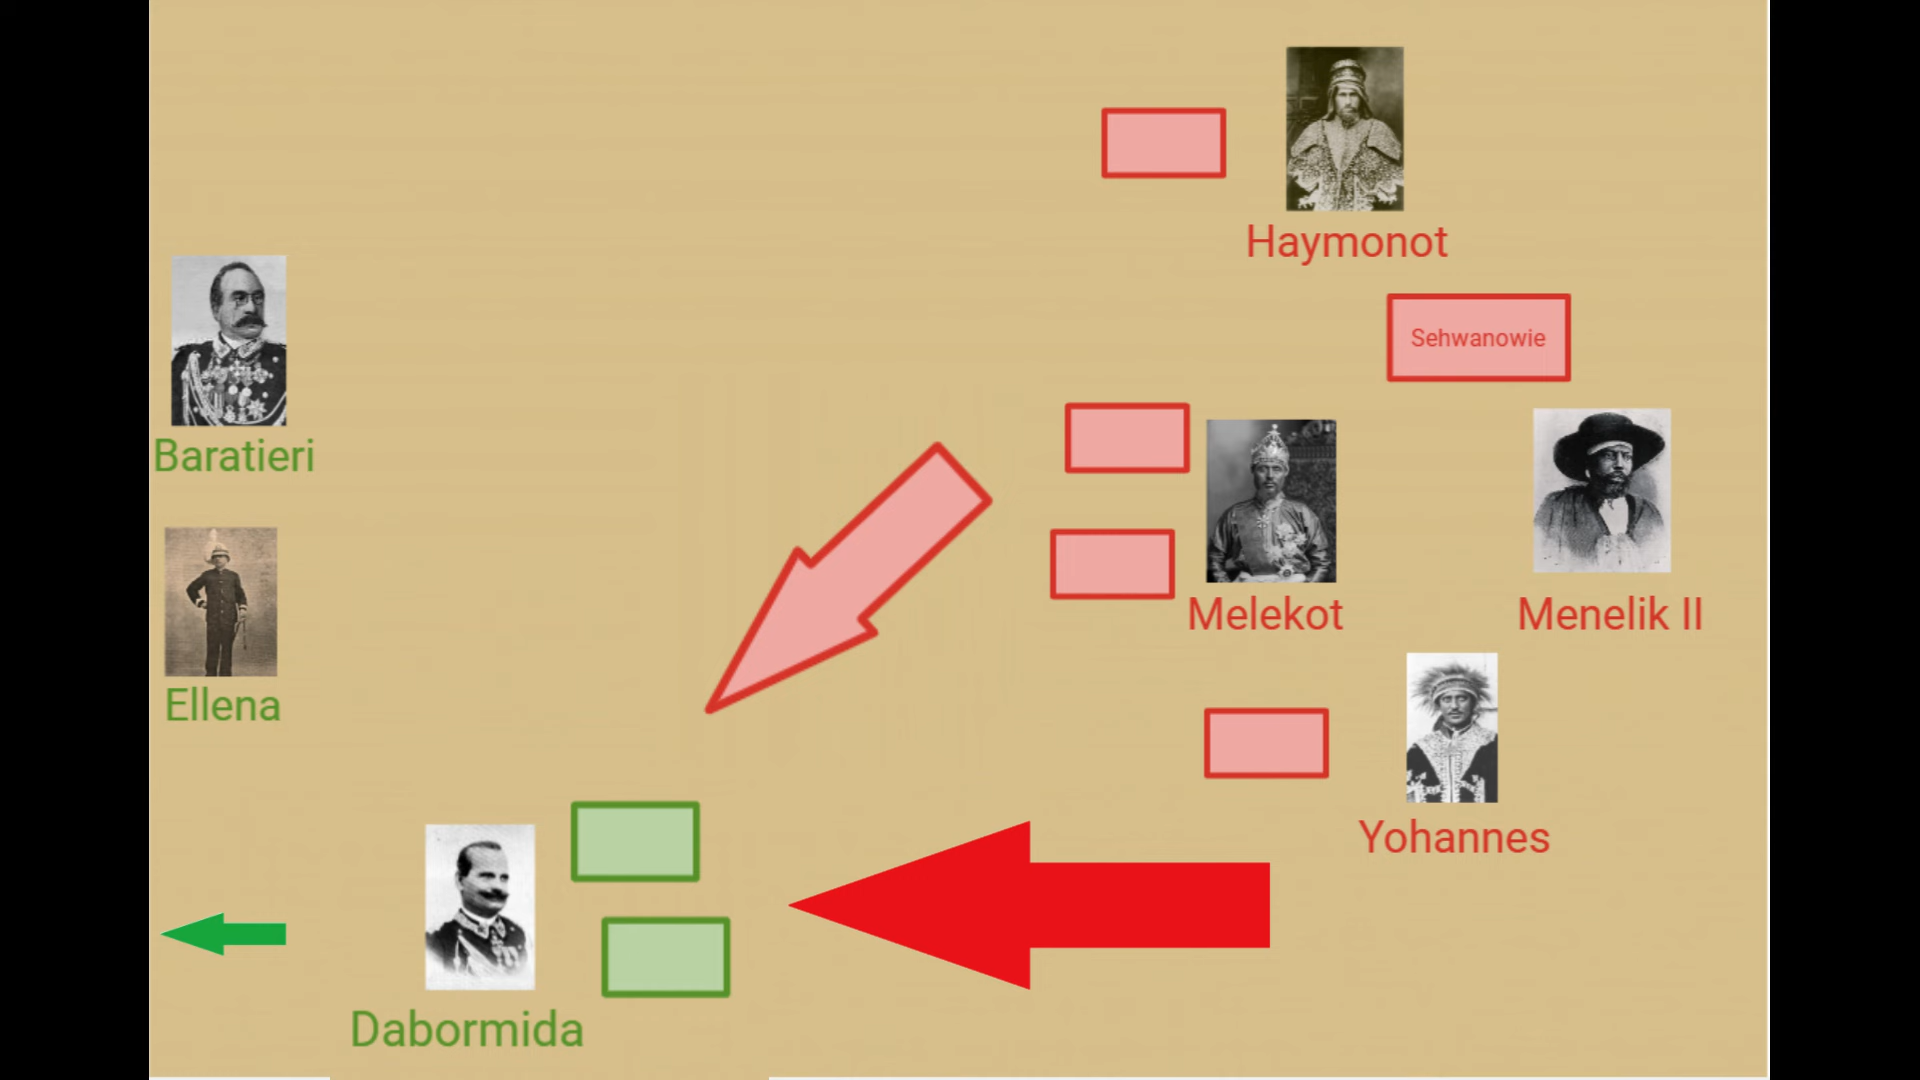 Haymonot
Sehwanowie
Baratieri
Melekot
Menelik II
Ellena
Yohannes
Dabormida